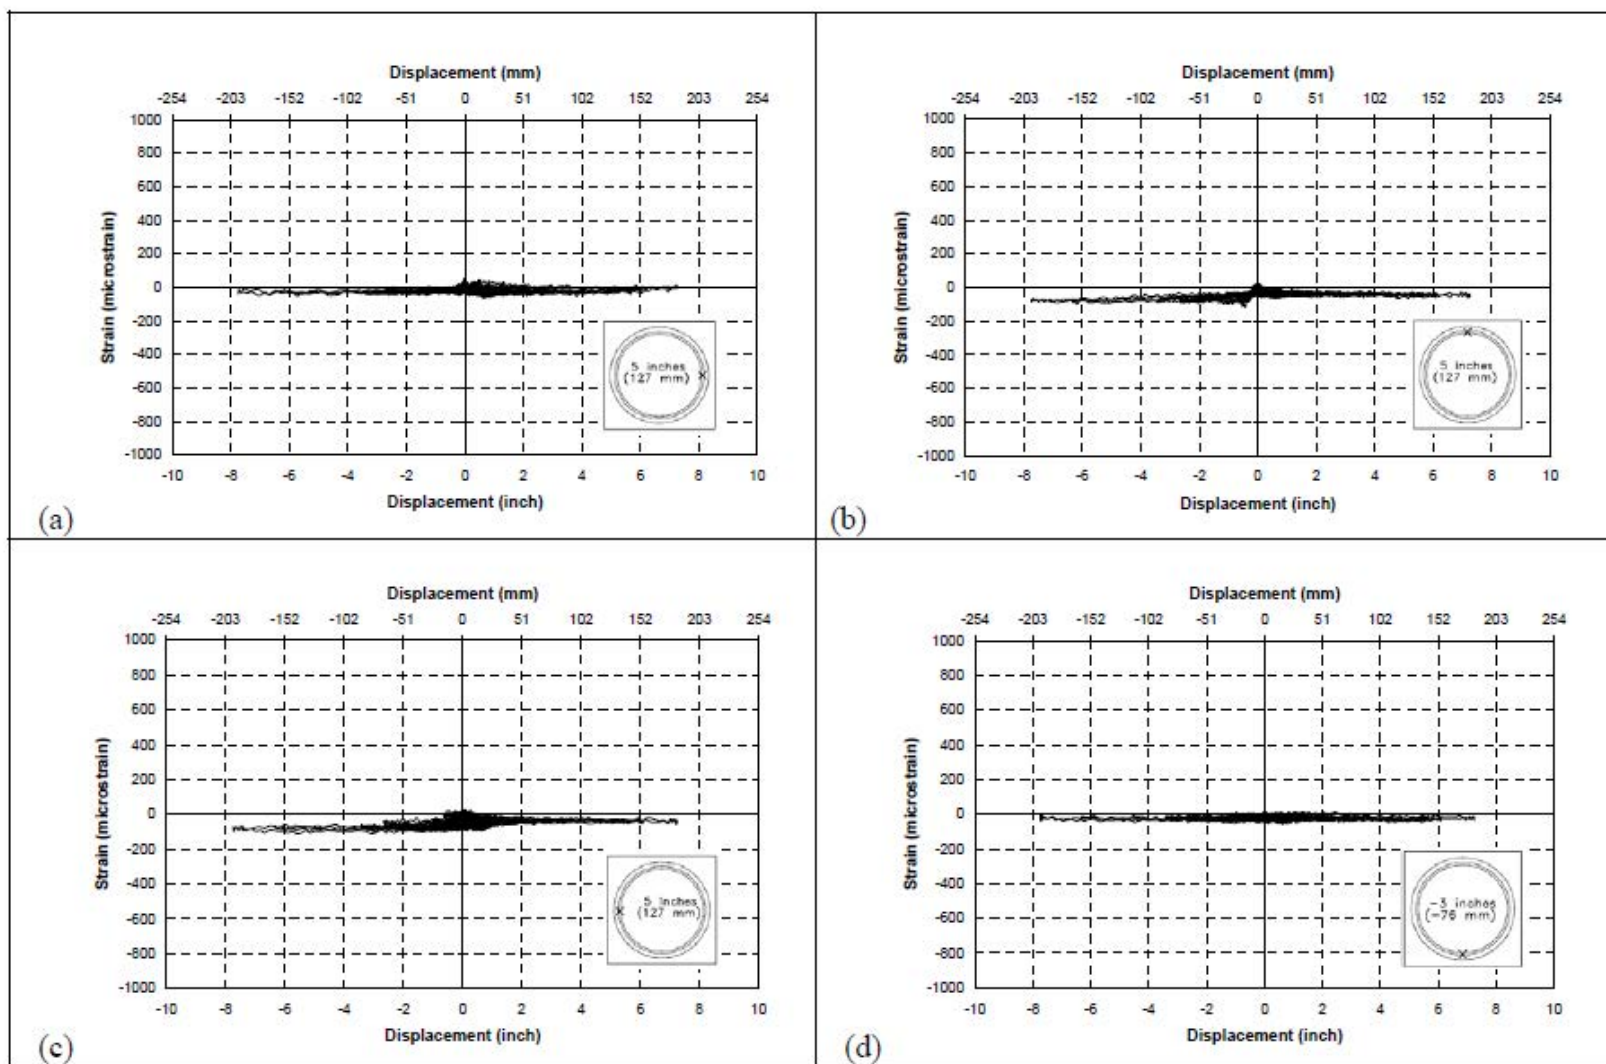 Displacement (mm)
-254 -203 -152 -102 -51 0 51 102 152 203 254
1000
800
600
400
200
0
-200
-400
-600
-800
-1000
Strain (microstrain)
5 inches
(127 mm)
-10 -8 -6 -4 -2 0 2 4 6 8 10
Displacement (inch)
(a)
Displacement (mm)
-254 -203 -152 -102 -51 0 51 102 152 203 254
1000
800
600
400
200
0
-200
-400
-600
-800
-1000
Strain (microstrain)
5 inches
(127 mm)
-10 -8 -6 -4 -2 0 2 4 6 8 10
Displacement (inch)
(b)
Displacement (mm)
-254 -203 -152 -102 -51 0 51 102 152 203 254
1000
800
600
400
200
0
-200
-400
-600
-800
-1000
Strain (microstrain)
5 inches
(127 mm)
-10 -8 -6 -4 -2 0 2 4 6 8 10
Displacement (inch)
(c)
Displacement (mm)
-254 -203 -152 -102 -51 0 51 102 152 203 254
1000
800
600
400
200
0
-200
-400
-600
-800
-1000
Strain (microstrain)
-3 inches
(-76 mm)
-10 -8 -6 -4 -2 0 2 4 6 8 10
Displacement (inch)
(d)